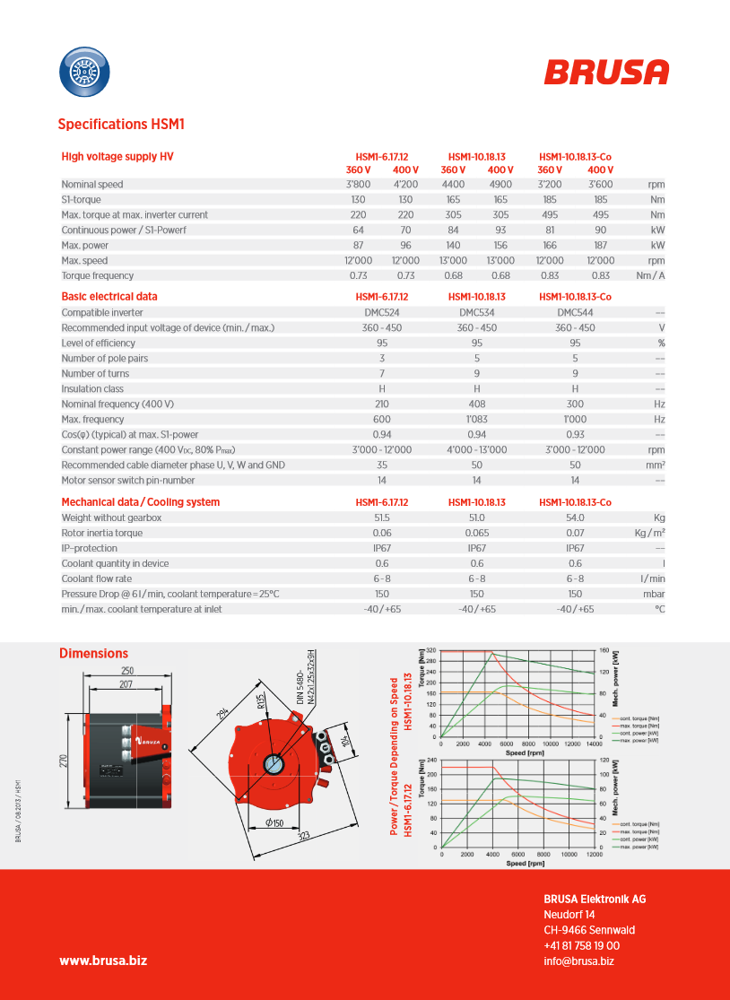 BRUSA
Specifications HSM1
High voltage supply HV HSM1-6.17.12 HSM1-10.18.13 HSM1-10.18.13-Co
360 V 400 V 360 V 400 V 360 V 400 V
Nominal speed 3'800 4'200 4400 4900 3'200 3'600 rpm
S1-torque 130 130 165 165 185 185 Nm
Max. torque at max. inverter current 220 220 305 305 495 495 Nm
Continuous power / S1-Powerf 64 70 84 93 81 90 kW
Max. power 87 96 140 156 166 187 kW
Max. speed 12'000 12'000 13'000 13'000 12'000 12'000 rpm
Torque frequency 0.73 0.73 0.68 0.68 0.83 0.83 Nm / A
Basic electrical data HSM1-6.17.12 HSM1-10.18.13 HSM1-10.18.13-Co
Compatible inverter DMC524 DMC534 DMC544 ––
Recommended input voltage of device (min. / max.) 360 - 450 360 - 450 360 - 450 V
Level of efficiency 95 95 95 %
Number of pole pairs 3 5 5 ––
Number of turns 7 9 9 ––
Insulation class H H H ––
Nominal frequency (400 V) 210 408 300 Hz
Max. frequency 600 1'083 1'000 Hz
Cos(φ) (typical) at max. S1-power 0.94 0.94 0.93 ––
Constant power range (400 VDC, 80% Pmax) 3'000 - 12'000 4'000 - 13'000 3'000 - 12'000 rpm
Recommended cable diameter phase U, V, W and GND 35 50 50 mm²
Motor sensor switch pin-number 14 14 14 ––
Mechanical data / Cooling system HSM1-6.17.12 HSM1-10.18.13 HSM1-10.18.13-Co
Weight without gearbox 51.5 51.0 54.0 Kg
Rotor inertia torque 0.06 0.065 0.07 Kg / m²
IP-protection IP67 IP67 IP67 ––
Coolant quantity in device 0.6 0.6 0.6 l
Coolant flow rate 6 - 8 6 - 8 6 - 8 l / min
Pressure Drop @ 6 l / min, coolant temperature = 25°C 150 150 150 mbar
min. / max. coolant temperature at inlet -40 / +65 -40 / +65 -40 / +65 °C
Dimensions
250
207
270
BRUSA
294
R135
DIN 5480-
N42x1.25x32x9H
104
Φ150
323
Power / Torque Depending on Speed
HSM1-10.18.13
Torque [Nm]
320
280
240
200
160
120
80
40
0
160
120
80
40
0
Mech. power [kW]
0 2000 4000 6000 8000 10000 12000 14000
Speed [rpm]
cont. torque [Nm]
max. torque [Nm]
cont. power [kW]
max. power [kW]
HSM1-6.17.12
Torque [Nm]
240
200
160
120
80
40
0
120
100
80
60
40
20
0
Mech. power [kW]
0 2000 4000 6000 8000 10000 12000
Speed [rpm]
cont. torque [Nm]
max. torque [Nm]
cont. power [kW]
max. power [kW]
BRUSA / 08.2013 / HSM1
BRUSA Elektronik AG
Neudorf 14
CH-9466 Sennwald
+41 81 758 19 00
info@brusa.biz
www.brusa.biz